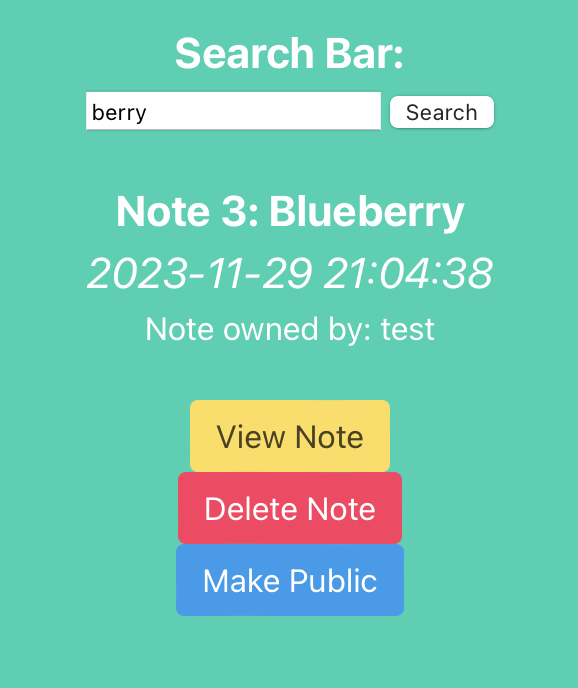 Search Bar:
berry Search
Note 3: Blueberry
2023-11-29 21:04:38
Note owned by: test
View Note
Delete Note
Make Public